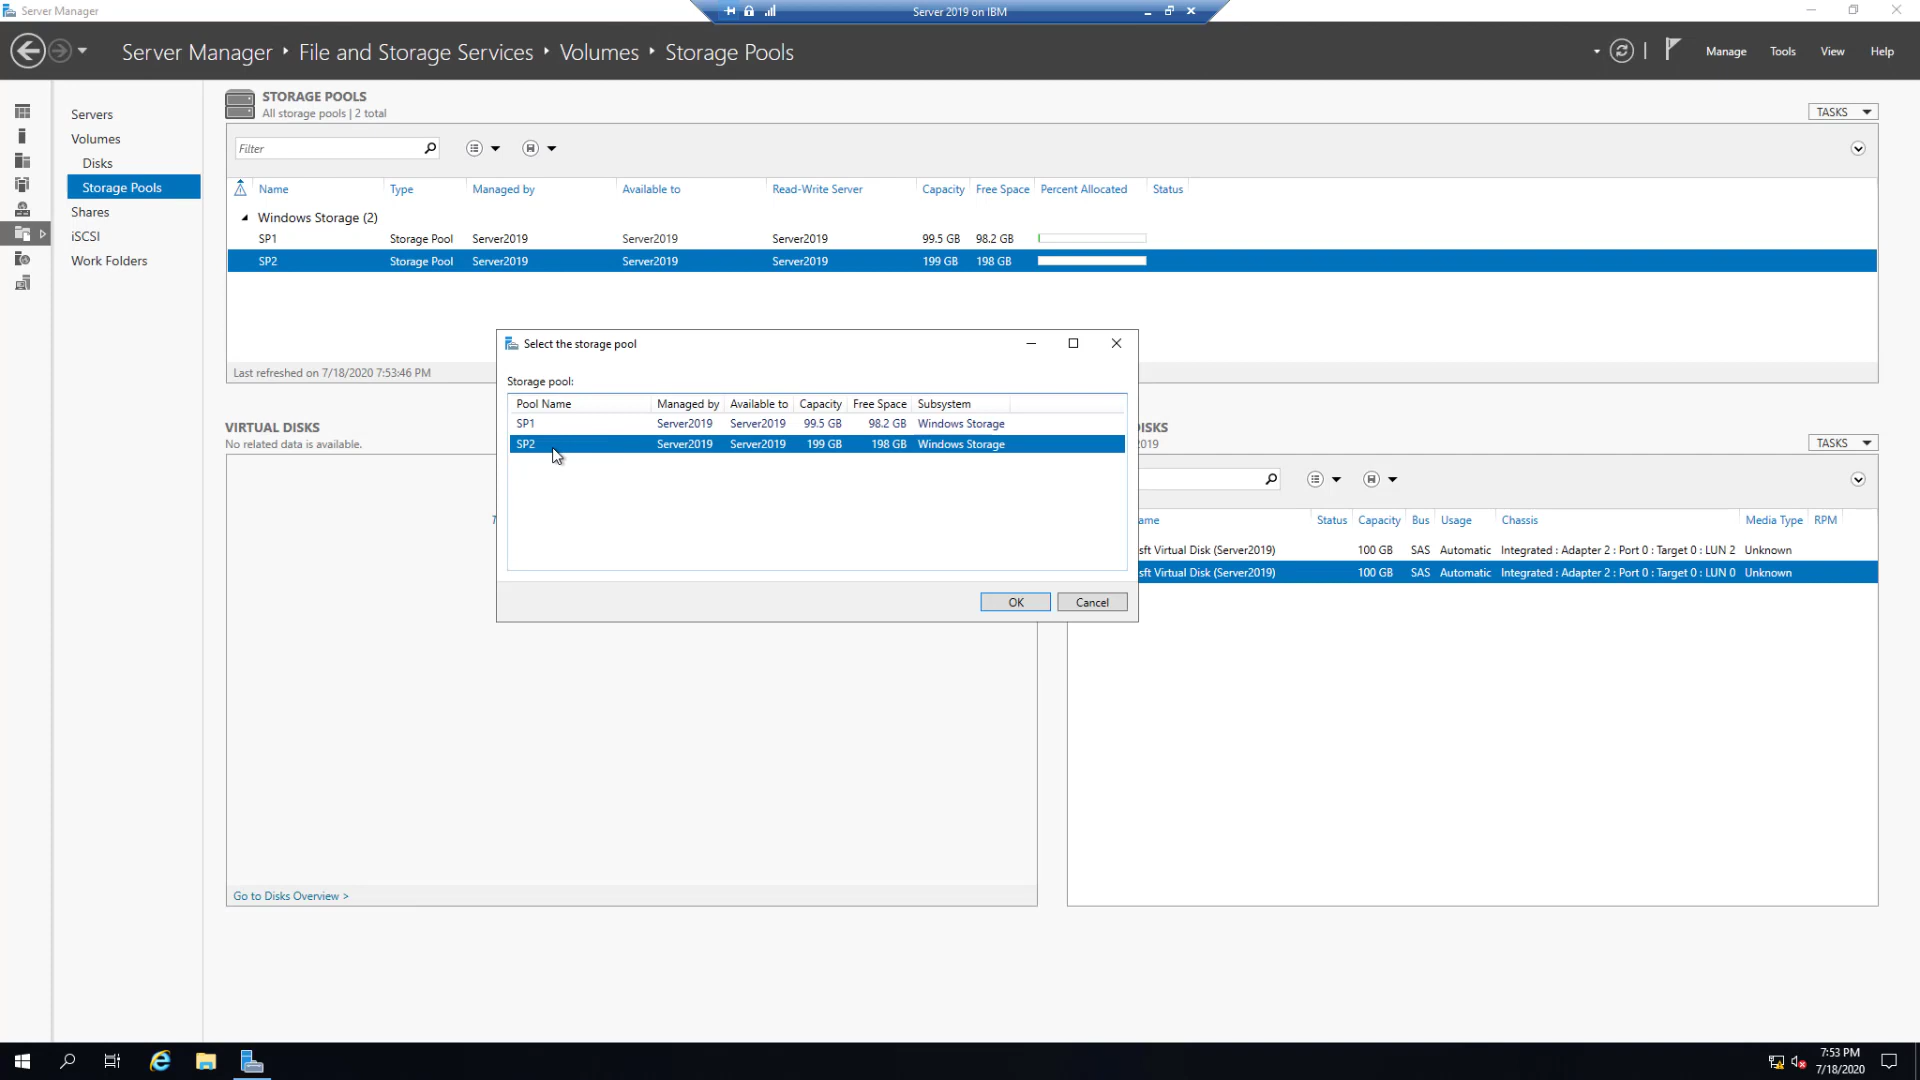 Server Manager
Server 2019 on IBM
Server Manager File and Storage Services Volumes Storage Pools
Manage Tools View Help
Servers
Volumes
Disks
Storage Pools
Shares
iSCSI
Work Folders
STORAGE POOLS
All storage pools | 2 total
TASKS
Filter
Name Type Managed by Available to Read-Write Server Capacity Free Space Percent Allocated Status
Windows Storage (2)
SP1 Storage Pool Server2019 Server2019 Server2019 99.5 GB 98.2 GB
SP2 Storage Pool Server2019 Server2019 Server2019 199 GB 198 GB
Last refreshed on 7/18/2020 7:53:46 PM
Select the storage pool
Storage pool:
Pool Name Managed by Available to Capacity Free Space Subsystem
SP1 Server2019 Server2019 99.5 GB 98.2 GB Windows Storage
SP2 Server2019 Server2019 199 GB 198 GB Windows Storage
OK Cancel
VIRTUAL DISKS
No related data is available.
T
Go to Disks Overview >
ISKS
2019
TASKS
ame Status Capacity Bus Usage Chassis Media Type RPM
sft Virtual Disk (Server2019) 100 GB SAS Automatic Integrated : Adapter 2 : Port 0 : Target 0 : LUN 2 Unknown
sft Virtual Disk (Server2019) 100 GB SAS Automatic Integrated : Adapter 2 : Port 0 : Target 0 : LUN 0 Unknown
7:53 PM
7/18/2020